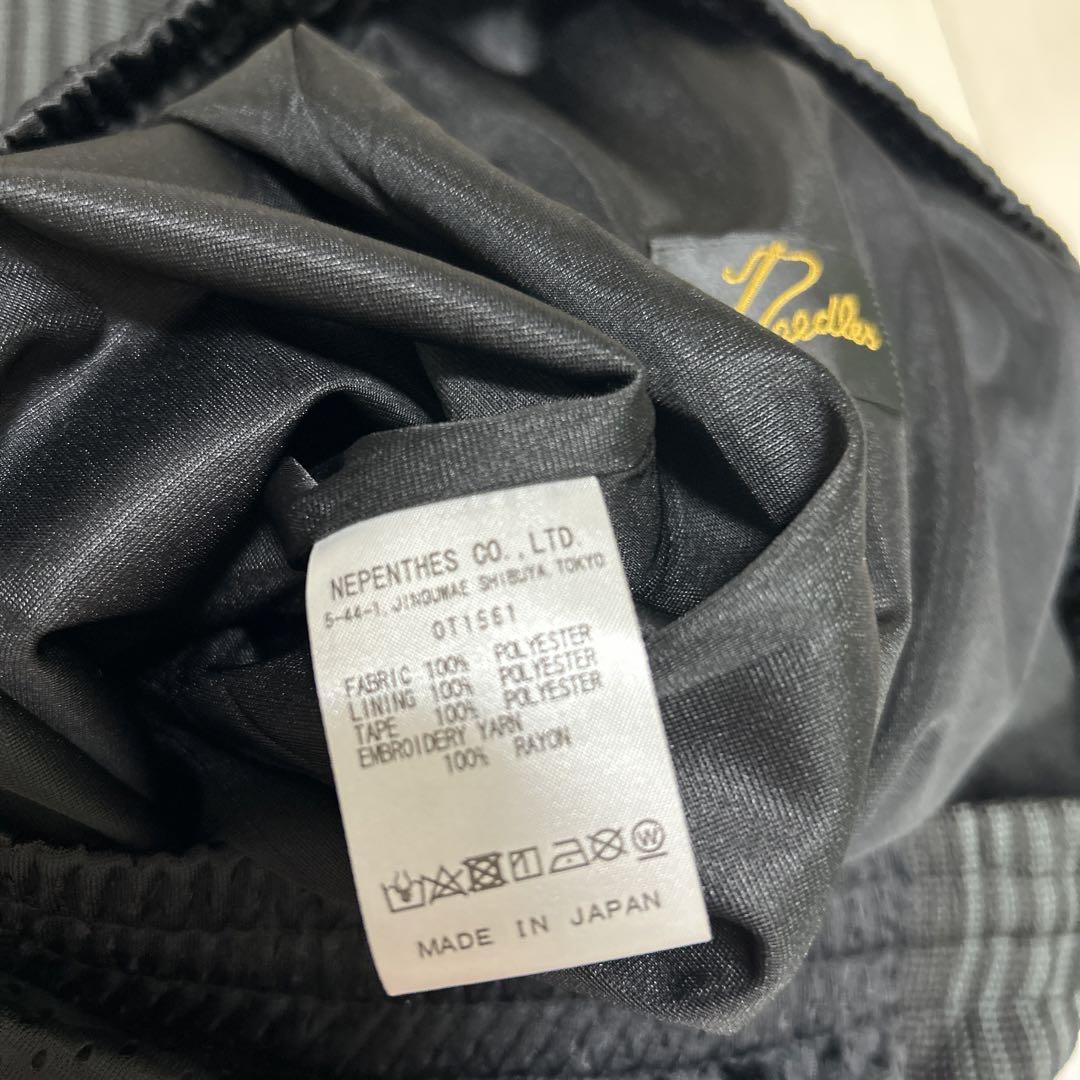 Needles
NEPENTHES CO.,LTD.
5-44-1, JINGUMAE SHIBUYA, TOKYO
OT1561
FABRIC 100% POLYESTER
LINING 100% POLYESTER
TAPE 100% POLYESTER
EMBROIDERY YARN
100% RAYON
W
MADE IN JAPAN